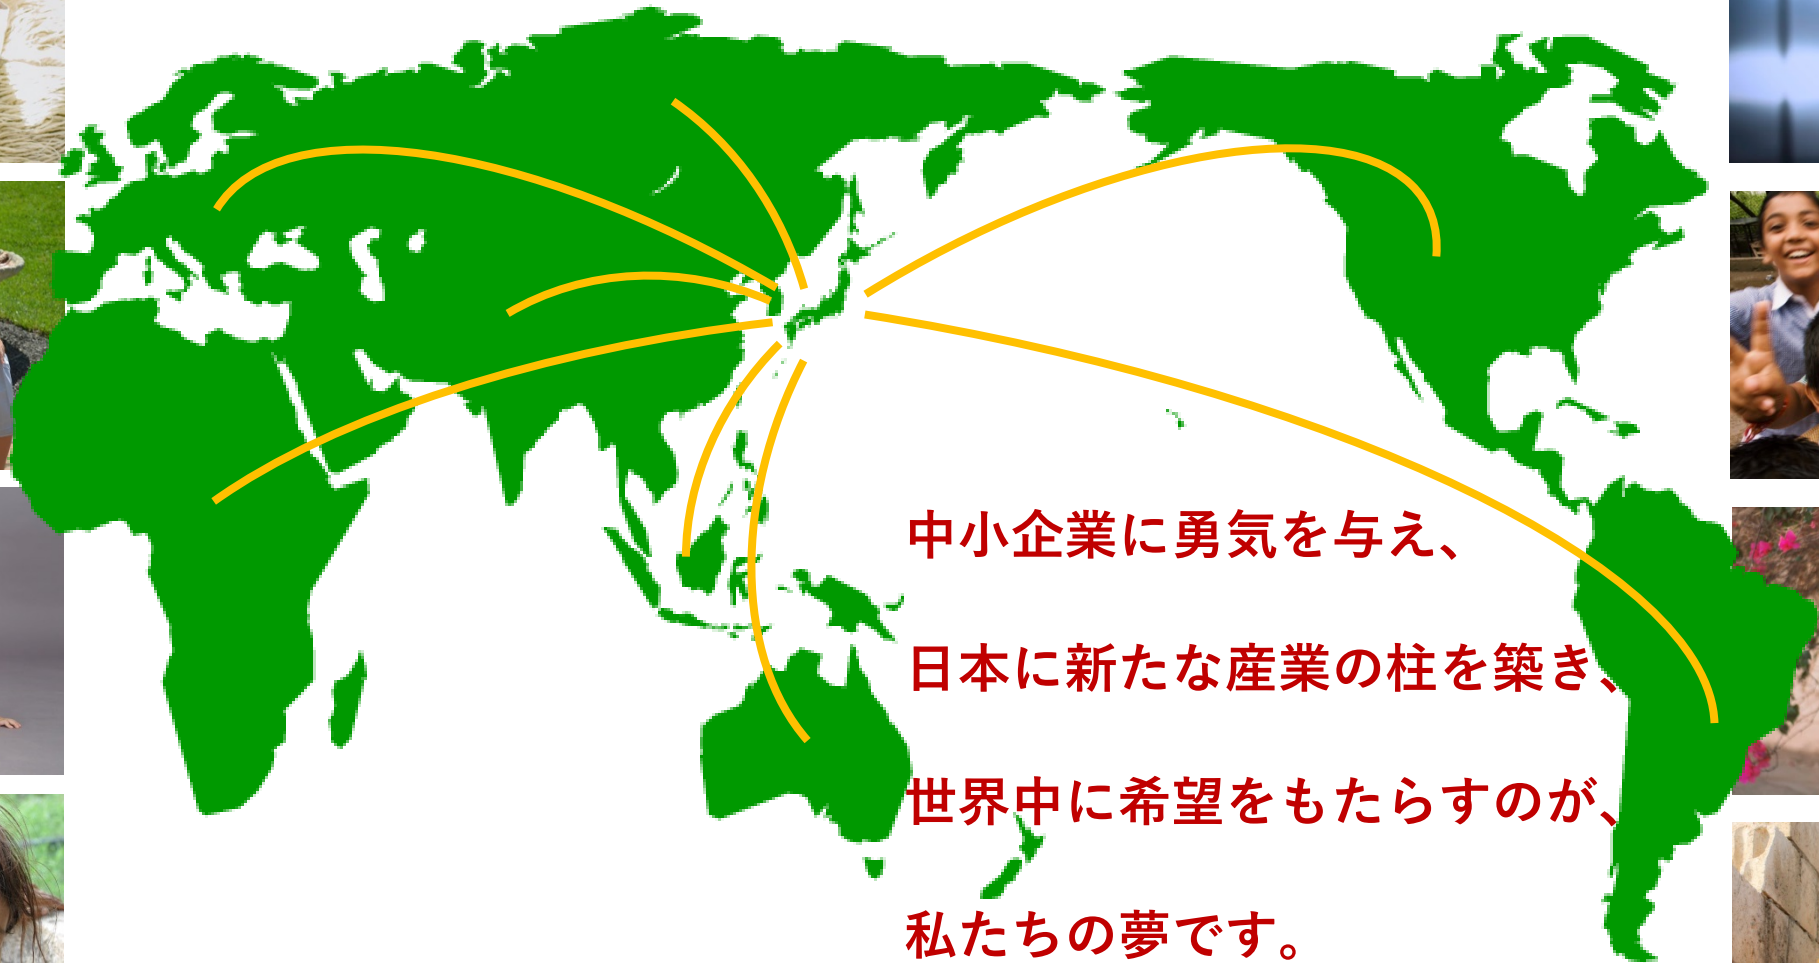 中小企業に勇気を与え、
日本に新たな産業の柱を築き、
世界中に希望をもたらすのが、
私たちの夢です。